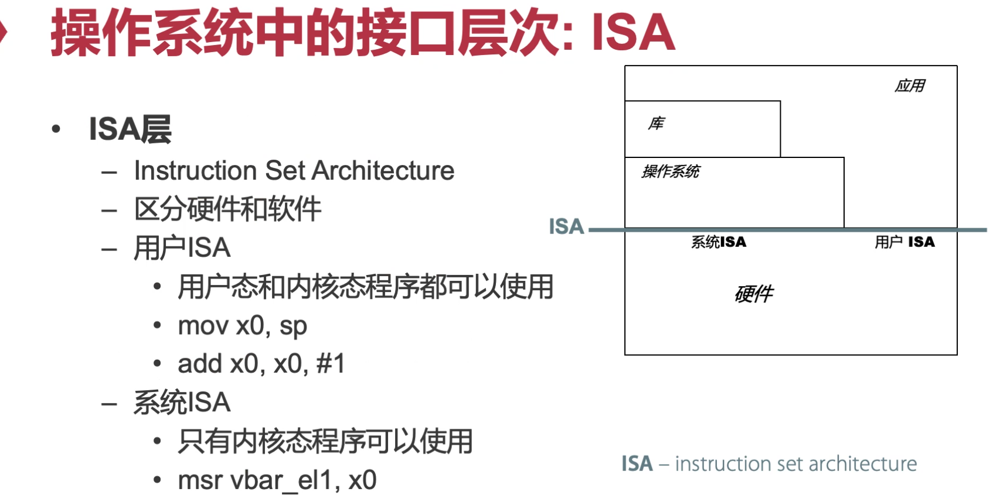 操作系统中的接口层次: ISA
• ISA层
– Instruction Set Architecture
– 区分硬件和软件
– 用户ISA
• 用户态和内核态程序都可以使用
• mov x0, sp
• add x0, x0, #1
– 系统ISA
• 只有内核态程序可以使用
• msr vbar_el1, x0
应用
库
操作系统
ISA
系统ISA
用户 ISA
硬件
ISA – instruction set architecture